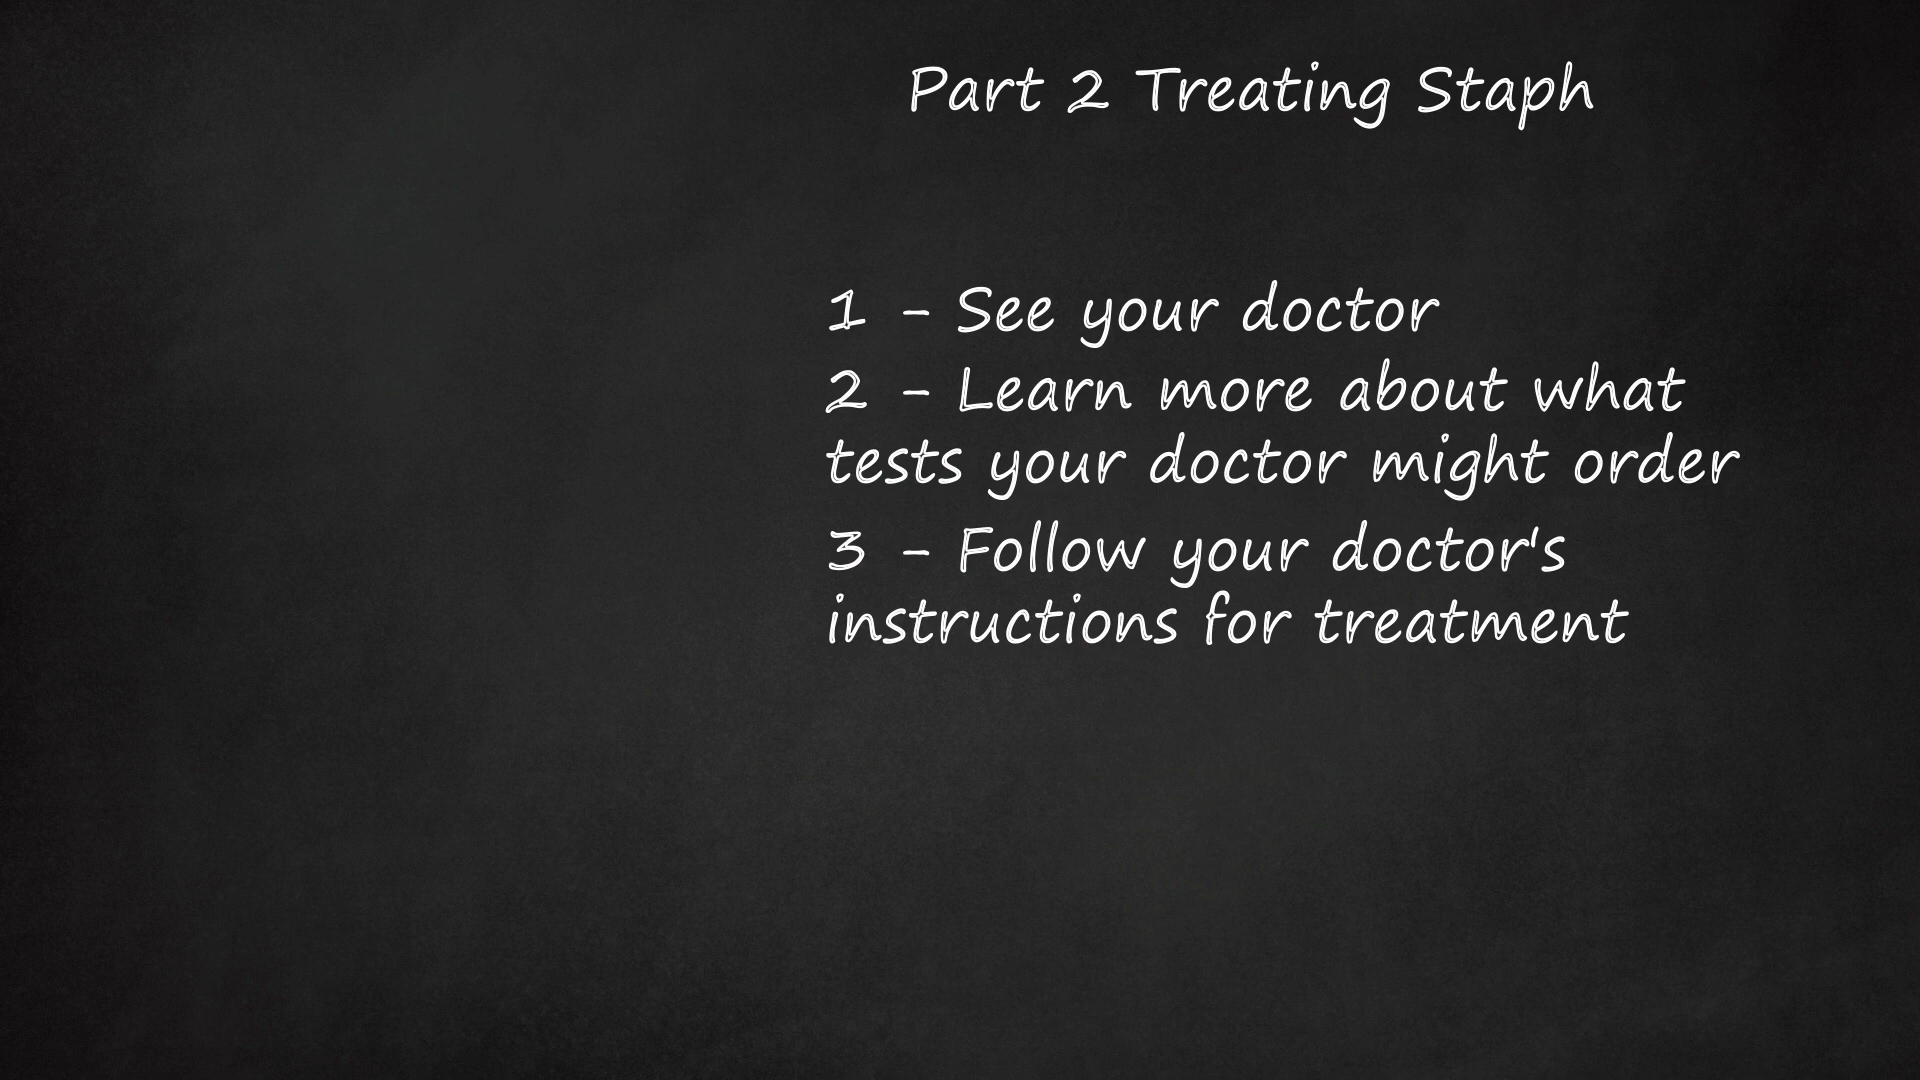 Part 2 Treating Staph
1 - See your doctor
2 - Learn more about what
tests your doctor might order
3 - Follow your doctor's
instructions for treatment